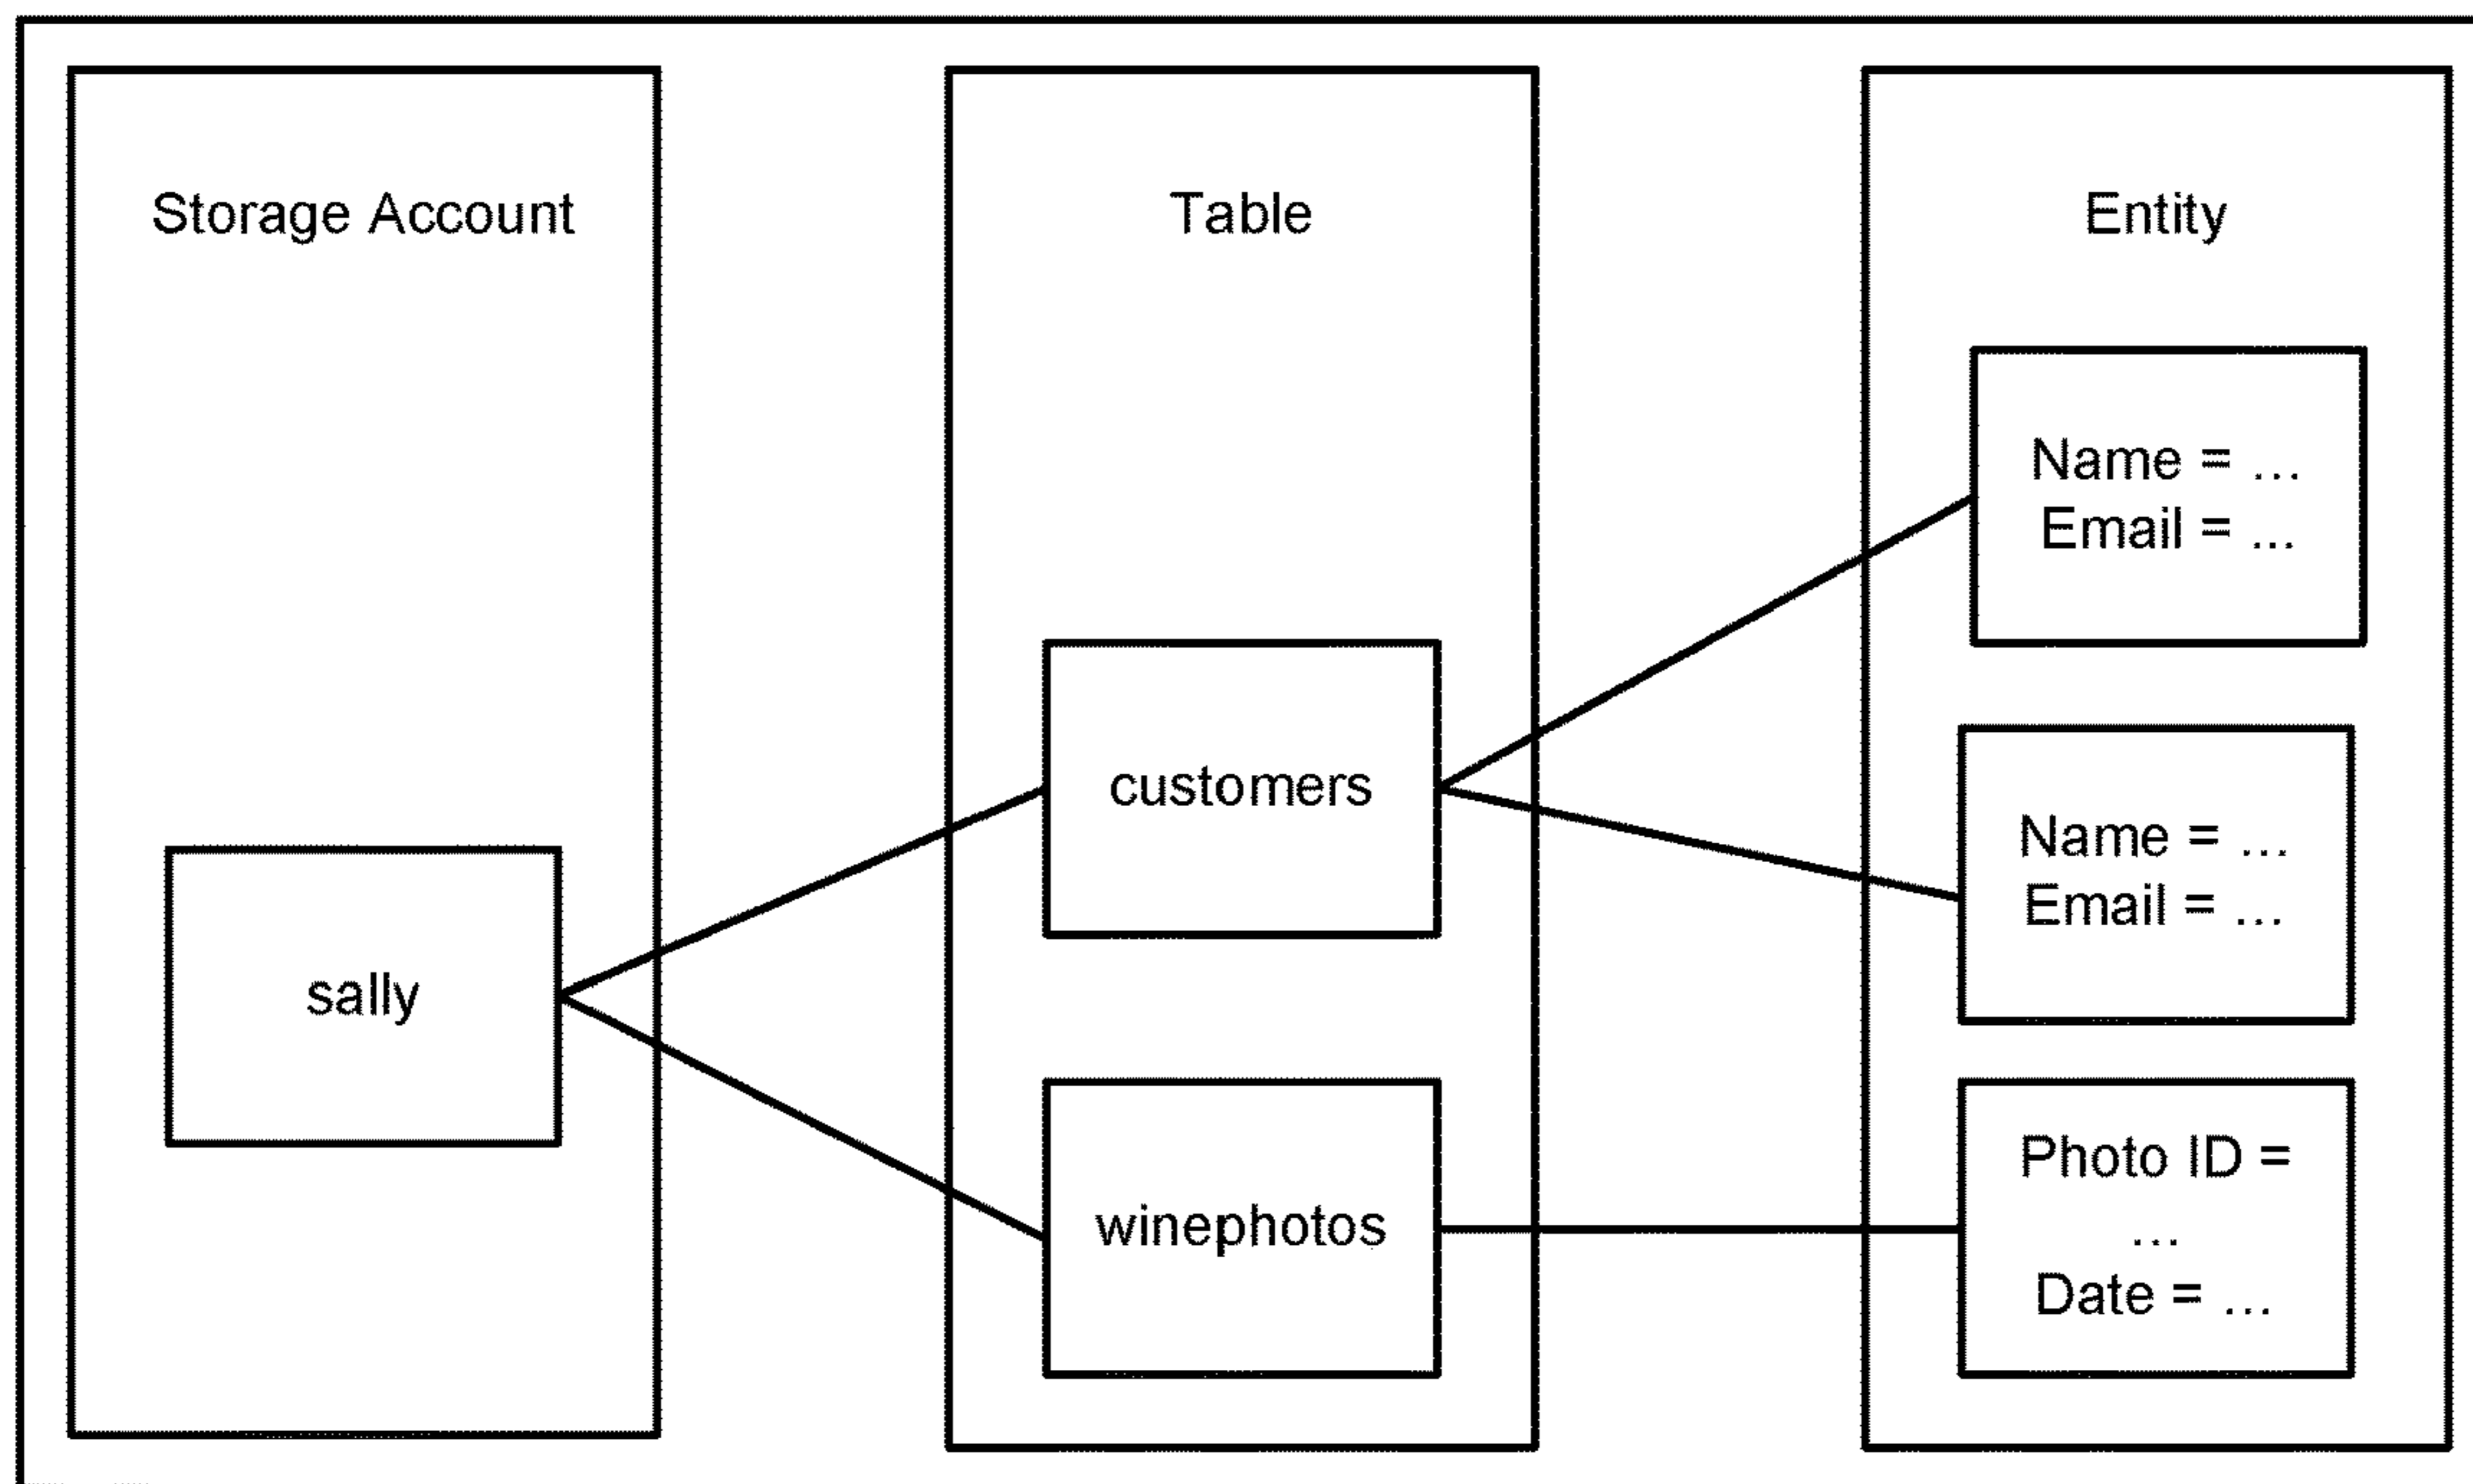 Storage Account
sally
Table
customers
winephotos
Entity
Name = ...
Email = ...
Name = ...
Email = ...
Photo ID =
...
Date = ...